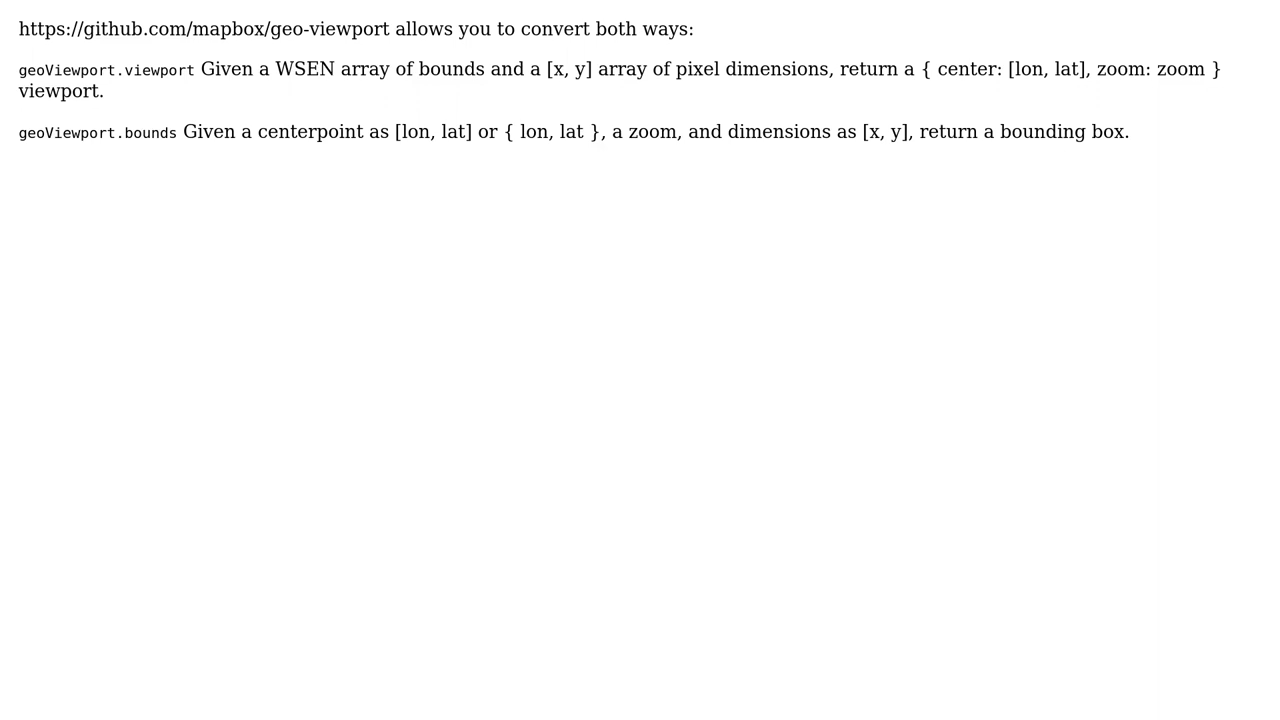 https://github.com/mapbox/geo-viewport allows you to convert both ways:
geoViewport.viewport Given a WSEN array of bounds and a [x, y] array of pixel dimensions, return a { center: [lon, lat], zoom: zoom }
viewport.
geoViewport.bounds Given a centerpoint as [lon, lat] or { lon, lat }, a zoom, and dimensions as [x, y], return a bounding box.